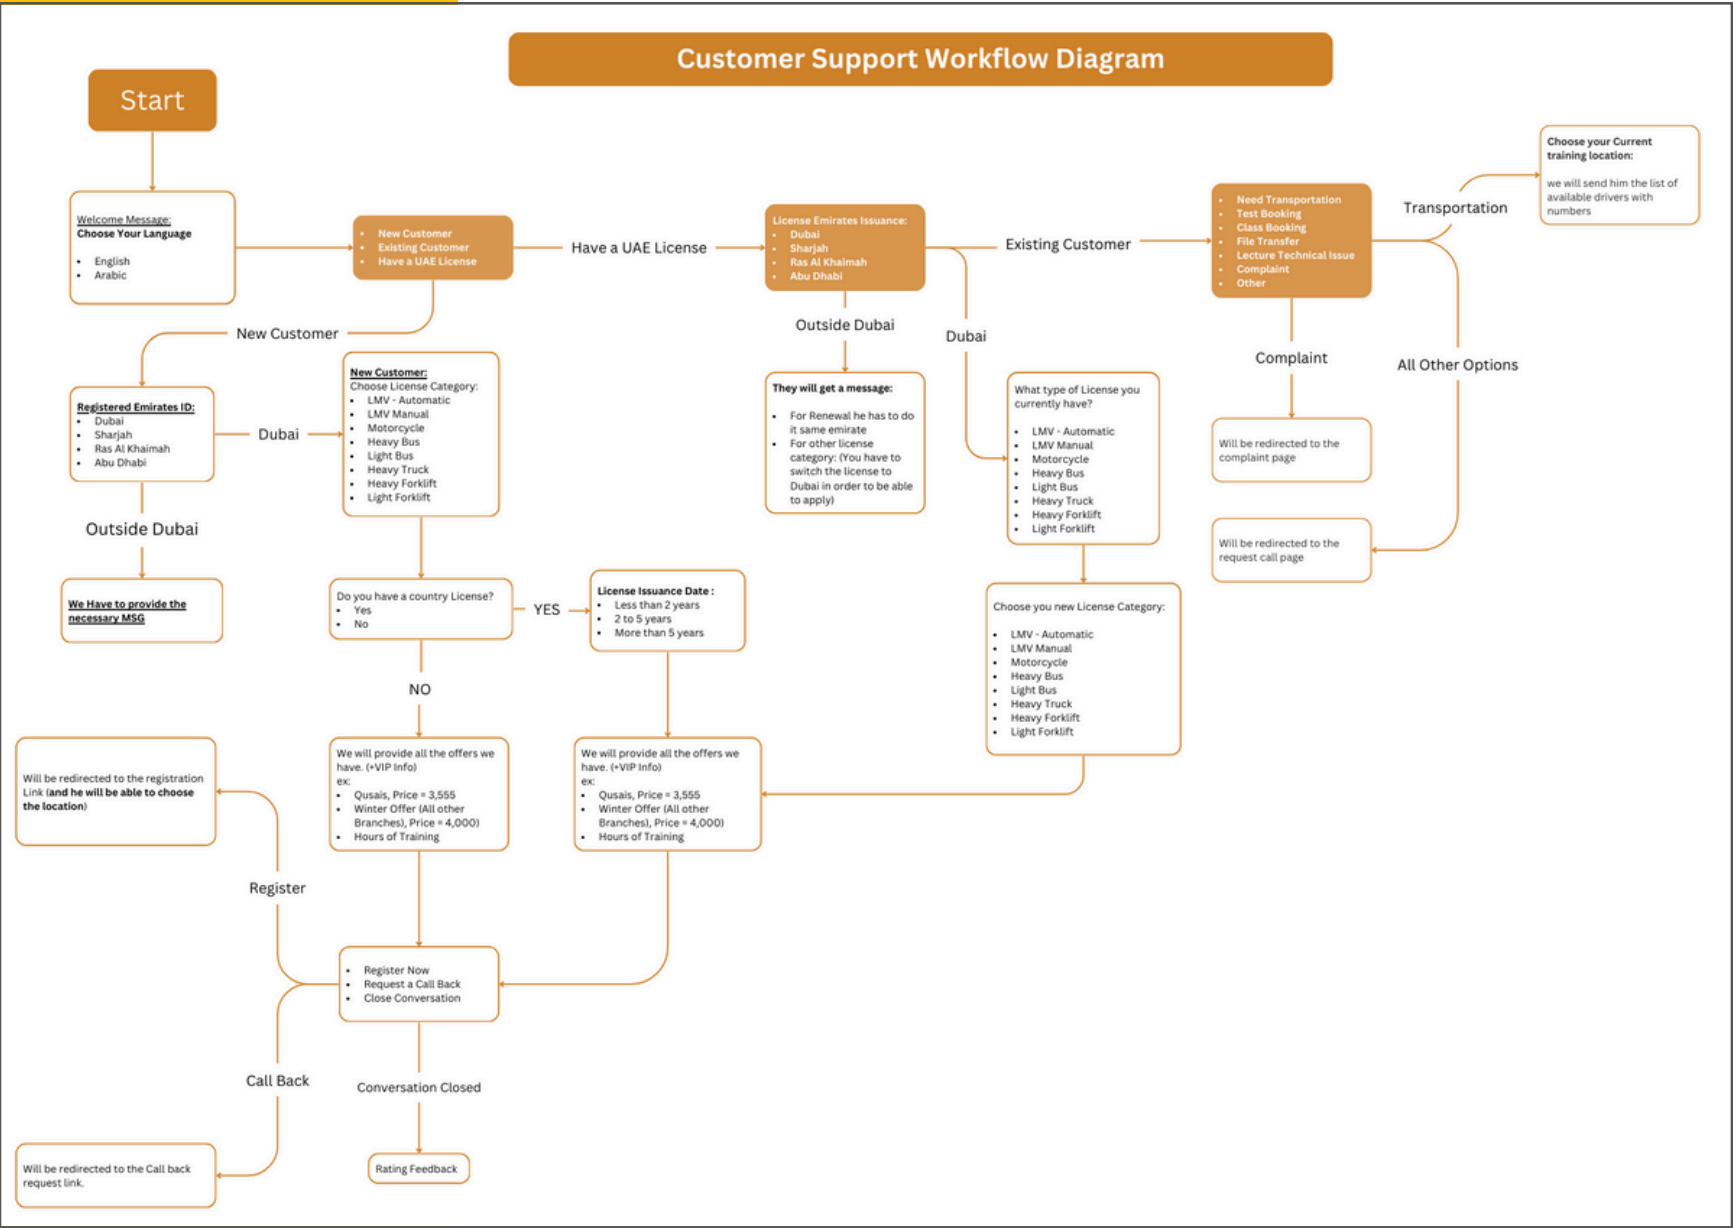 Customer Support Workflow Diagram
Start
Welcome Message:
Choose Your Language
• English
• Arabic
• New Customer
• Existing Customer
• Have a UAE License
Have a UAE License
License Emirates Issuance:
• Dubai
• Sharjah
• Ras Al Khaimah
• Abu Dhabi
Existing Customer
• Need Transportation
• Test Booking
• Class Booking
• File Transfer
• Lecture Technical Issue
• Complaint
• Other
Transportation
Choose your Current
training location:
we will send him the list of
available drivers with
numbers
New Customer
Outside Dubai
Dubai
Complaint
All Other Options
Registered Emirates ID:
• Dubai
• Sharjah
• Ras Al Khaimah
• Abu Dhabi
Dubai
New Customer:
Choose License Category:
• LMV - Automatic
• LMV Manual
• Motorcycle
• Heavy Bus
• Light Bus
• Heavy Truck
• Heavy Forklift
• Light Forklift
They will get a message:
• For Renewal he has to do
it same emirate
• For other license
category: (You have to
switch the license to
Dubai in order to be able
to apply)
What type of License you
currently have?
• LMV - Automatic
• LMV Manual
• Motorcycle
• Heavy Bus
• Light Bus
• Heavy Truck
• Heavy Forklift
• Light Forklift
Will be redirected to the
complaint page
Will be redirected to the
request call page
Outside Dubai
We Have to provide the
necessary MSG
Do you have a country License?
• Yes
• No
YES
License Issuance Date :
• Less than 2 years
• 2 to 5 years
• More than 5 years
Choose you new License Category:
• LMV - Automatic
• LMV Manual
• Motorcycle
• Heavy Bus
• Light Bus
• Heavy Truck
• Heavy Forklift
• Light Forklift
NO
Will be redirected to the registration
Link (and he will be able to choose
the location)
We will provide all the offers we
have. (+VIP Info)
ex:
• Qusais, Price = 3,555
• Winter Offer (All other
Branches), Price = 4,000)
• Hours of Training
We will provide all the offers we
have. (+VIP Info)
ex:
• Qusais, Price = 3,555
• Winter Offer (All other
Branches), Price = 4,000)
• Hours of Training
Register
• Register Now
• Request a Call Back
• Close Conversation
Call Back
Conversation Closed
Will be redirected to the Call back
request link.
Rating Feedback